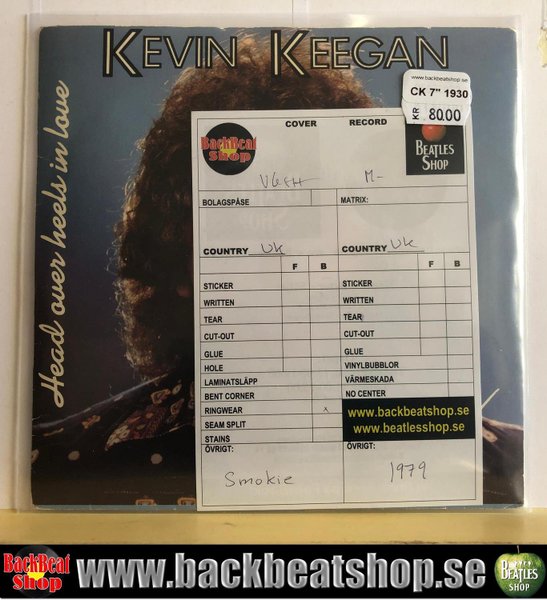 KEVIN KEEGAN
Head over heels in love
www.backbeatshop.se
CK 7" 1930
KR 80.00
BackBeat
Shop
BEATLES
SHOP
COVER RECORD
VG++ M-
BOLAGSPÅSE MATRIX:
COUNTRY UK COUNTRY UK
F B F B
STICKER STICKER
WRITTEN WRITTEN
TEAR TEAR
CUT-OUT CUT-OUT
GLUE GLUE
HOLE VINYLBUBBLOR
LAMINATSLÄPP VÄRMESKADA
BENT CORNER NO CENTER
RINGWEAR x www.backbeatshop.se
SEAM SPLIT www.beatlesshop.se
STAINS
ÖVRIGT: ÖVRIGT:
Smokie 1979
BackBeat
Shop
www.backbeatshop.se
BEATLES
SHOP